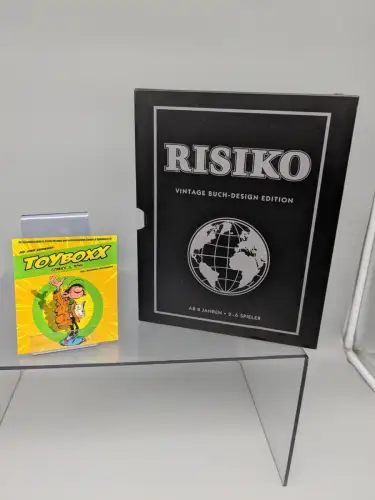 RISIKO
VINTAGE BUCH-DESIGN EDITION
AB 8 JAHREN • 2-6 SPIELER
TOYBOXX